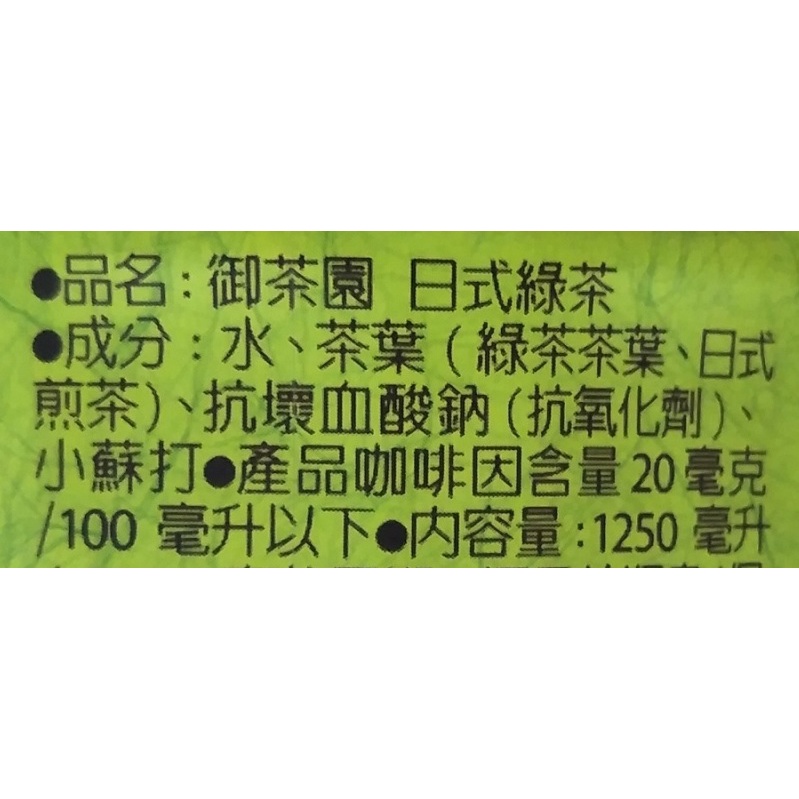 ●品名：御茶園 日式綠茶
●成分：水、茶葉（綠茶茶葉、日式
煎茶）、抗壞血酸鈉（抗氧化劑）、
小蘇打●產品咖啡因含量20毫克
/100 毫升以下●內容量：1250 毫升